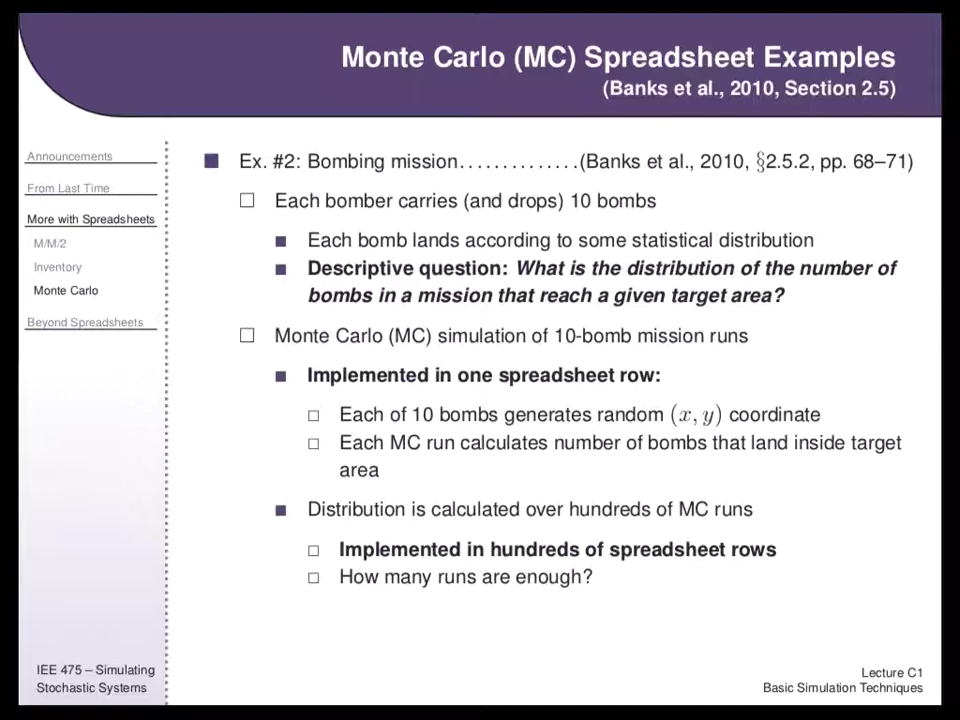 Monte Carlo (MC) Spreadsheet Examples
(Banks et al., 2010, Section 2.5)
Announcements
From Last Time
More with Spreadsheets
M/M/2
Inventory
Monte Carlo
Beyond Spreadsheets
Ex. #2: Bombing mission..............(Banks et al., 2010, §2.5.2, pp. 68–71)
Each bomber carries (and drops) 10 bombs
Each bomb lands according to some statistical distribution
Descriptive question: What is the distribution of the number of
bombs in a mission that reach a given target area?
Monte Carlo (MC) simulation of 10-bomb mission runs
Implemented in one spreadsheet row:
Each of 10 bombs generates random (x, y) coordinate
Each MC run calculates number of bombs that land inside target
area
Distribution is calculated over hundreds of MC runs
Implemented in hundreds of spreadsheet rows
How many runs are enough?
IEE 475 – Simulating
Stochastic Systems
Lecture C1
Basic Simulation Techniques